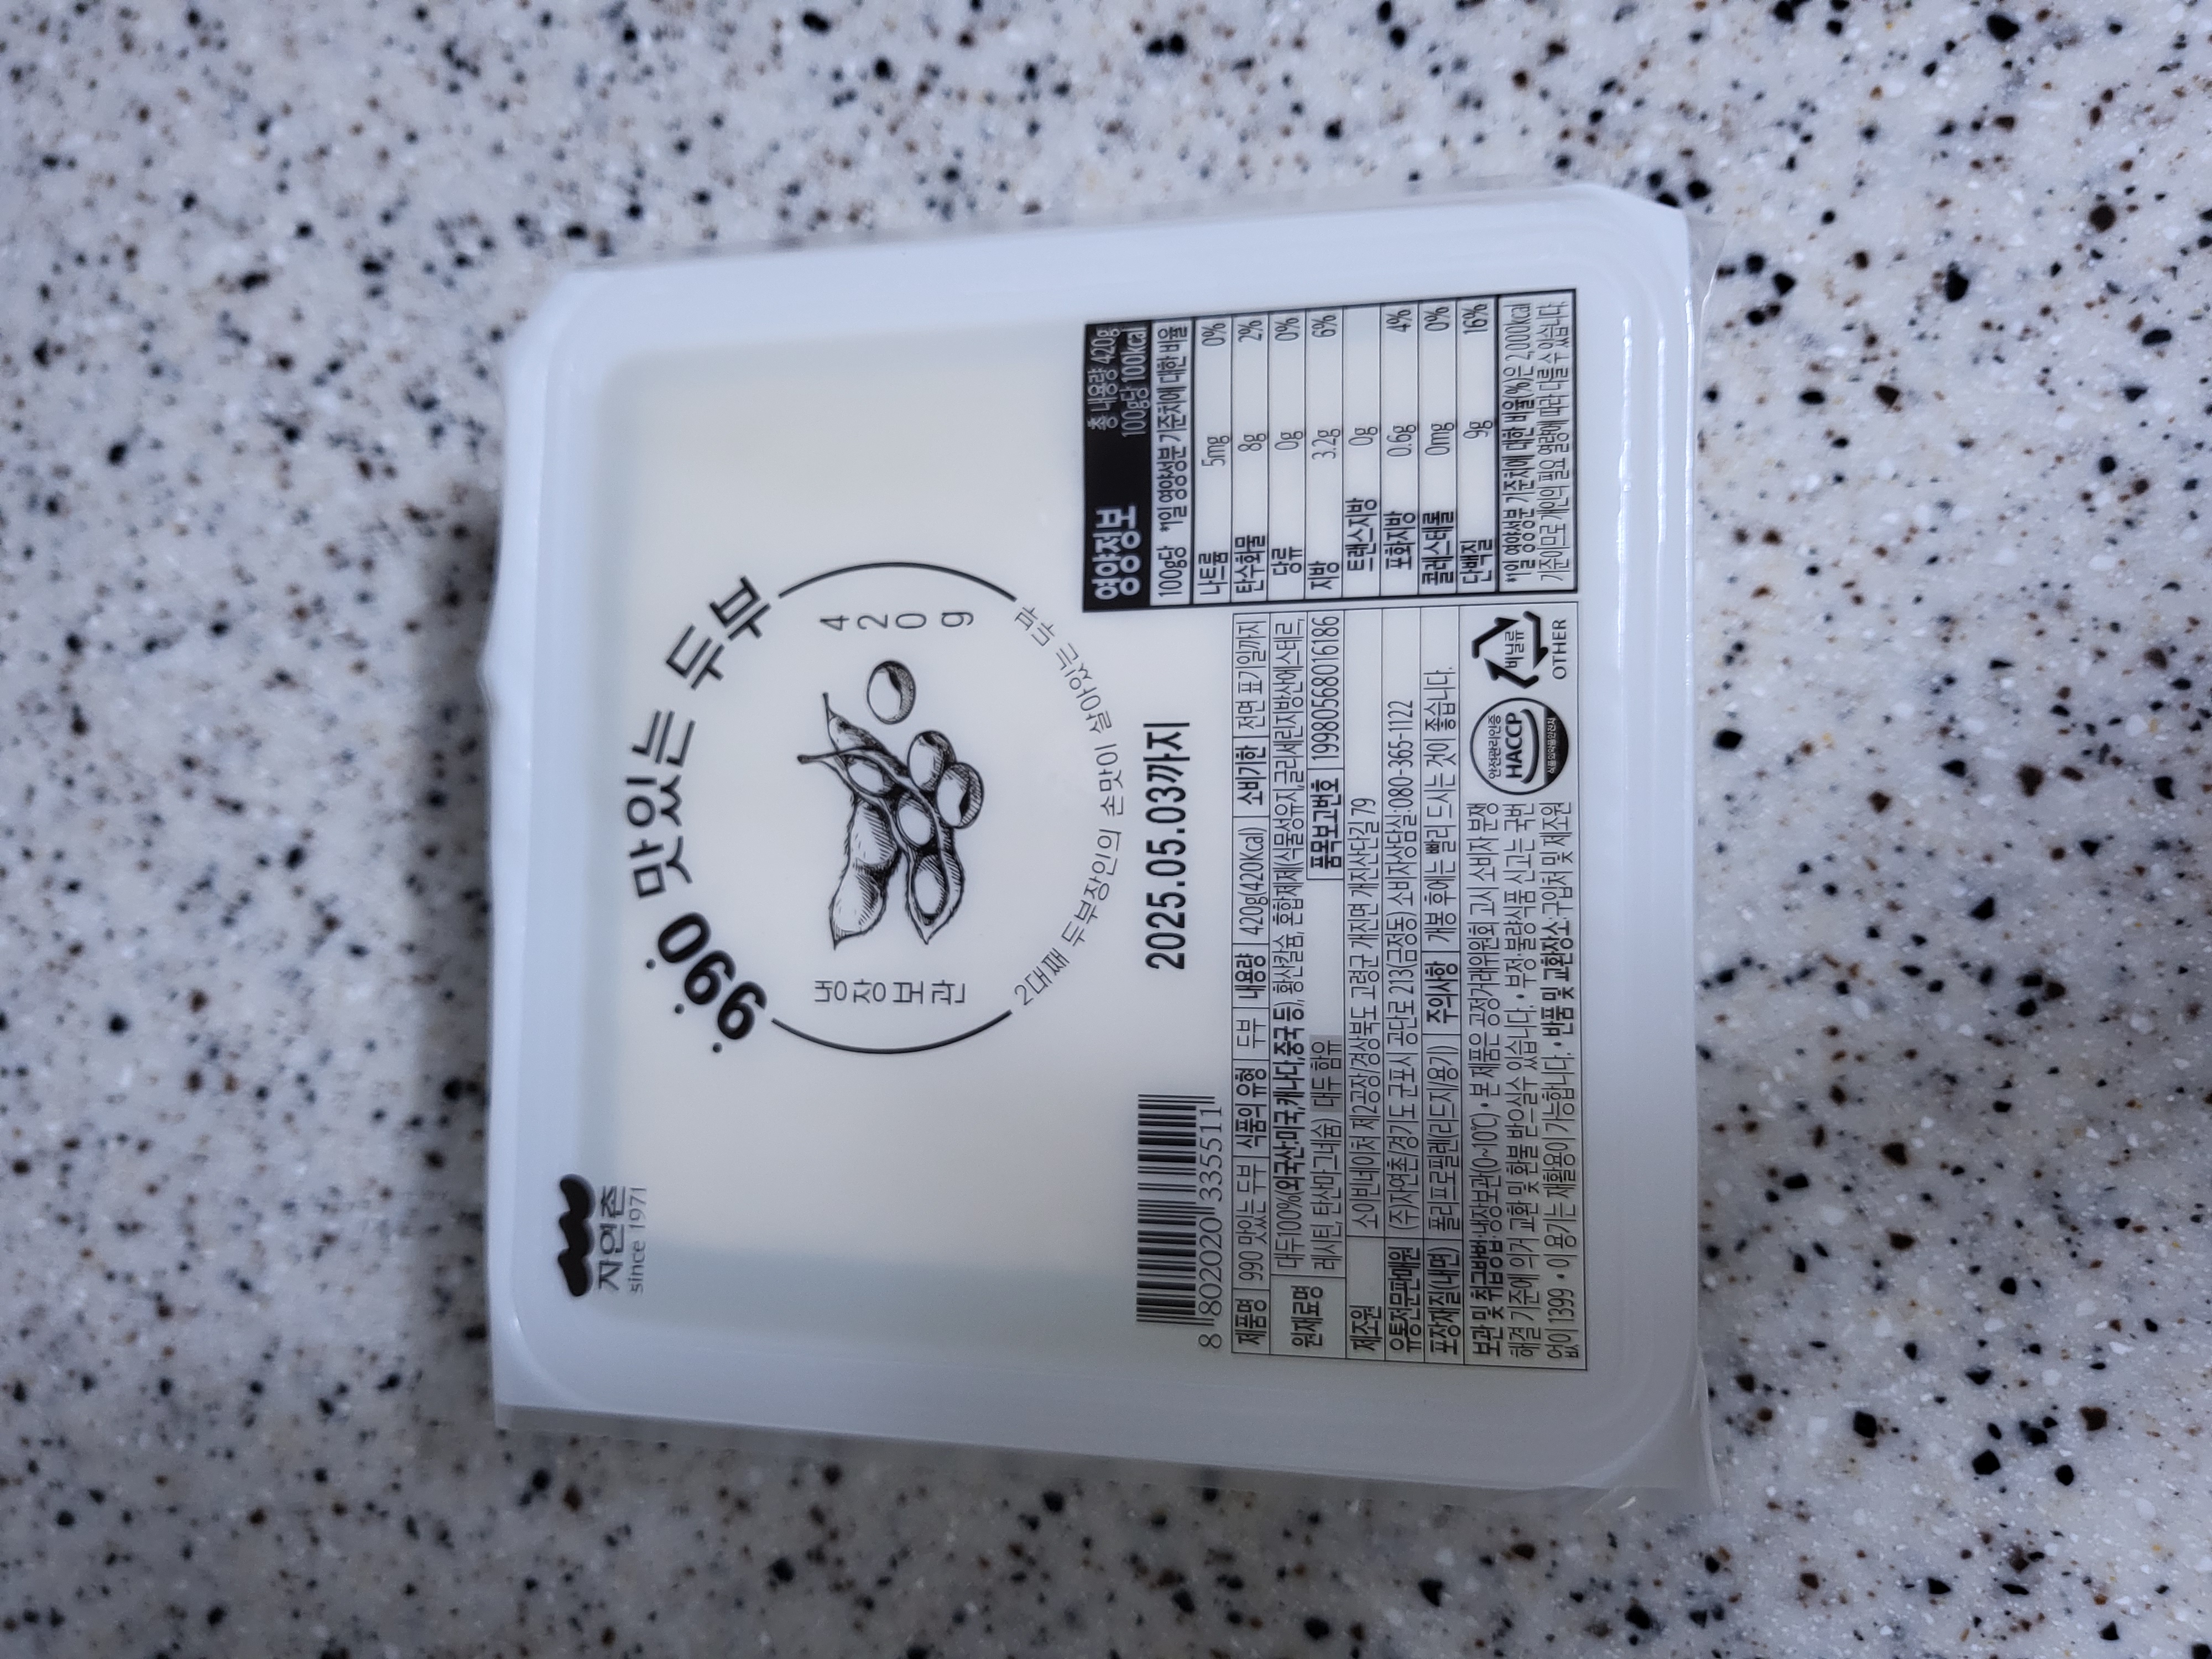 자연촌
since 1971
990 맛있는 두부
냉장보관
420g
2대째 두부장인의 손맛이 살아있는
2025.05.03까지
8 802020 335511
제품명 990 맛있는 두부 식품의 유형 두부 내용량 420g(420Kcal) 소비기한 전면 표기일까지
원재료명 대두100%(외국산:미국,캐나다,중국 등), 황산칼슘, 혼합제제(식물성유지,글리세린지방산에스테르,
레시틴, 탄산마그네슘) 대두 함유 품목보고번호 19980568016186
제조원 소이빈네이처 제2공장/경상북도 고령군 개진면 개진산단길 79
유통전문판매원 (주)자연촌/경기도 군포시 공단로 213(금정동) 소비자상담실:080-365-1122
포장재질(내면) 폴리프로필렌(리드지/용기) 주의사항 개봉 후에는 빨리 드시는 것이 좋습니다.
보관 및 취급방법:냉장보관(0~10℃) • 본 제품은 공정거래위원회 고시 소비자 분쟁
해결 기준에 의거 교환 및 환불 받으실 수 있습니다. • 부정·불량식품 신고는 국번
없이 1399 • 이 용기는 재활용이 가능합니다. • 반품 및 교환장소:구입처 및 제조원
안전관리인증
HACCP
식품의약품안전처
비닐류
OTHER
영양정보
총 내용량 420g
100g당 100kcal
100g당 *1일 영양성분 기준치에 대한 비율
나트륨 5mg 0%
탄수화물 8g 2%
당류 0g 0%
지방 3.2g 6%
트랜스지방 0g
포화지방 0.6g 4%
콜레스테롤 0mg 0%
단백질 9g 16%
*1일 영양성분 기준치에 대한 비율(%)은 2,000kcal
기준이므로 개인의 필요 열량에 따라 다를 수 있습니다.